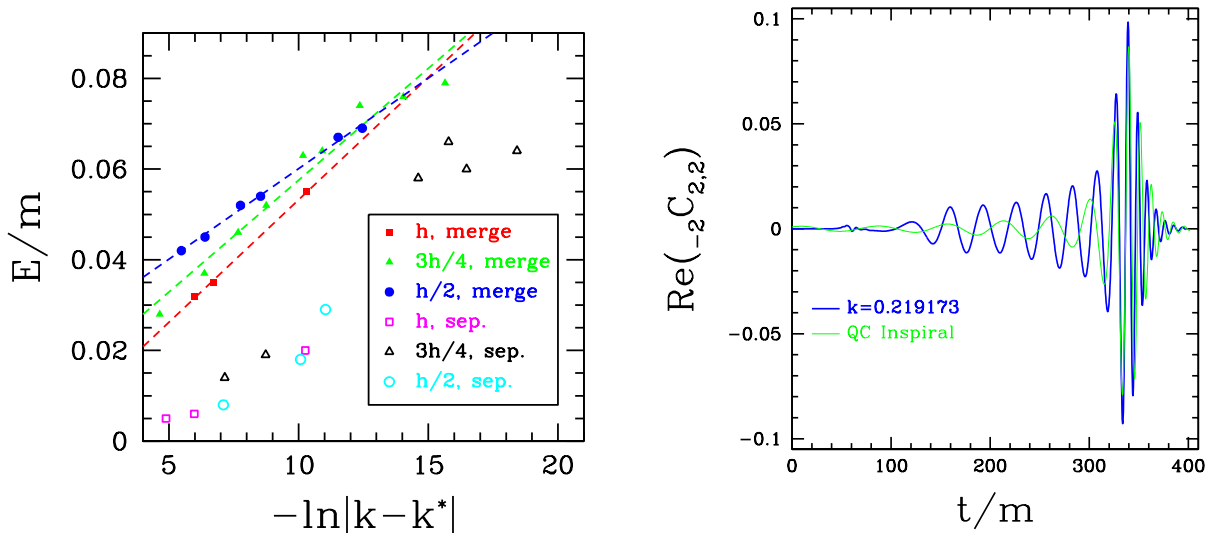 E/m
0.08
0.06
0.04
0.02
0
h, merge
3h/4, merge
h/2, merge
h, sep.
3h/4, sep.
h/2, sep.
5 10 15 20
−ln|k−k*|
Re(₋₂C₂,₂)
0.1
0.05
0
−0.05
−0.1
k=0.219173
QC Inspiral
0 100 200 300 400
t/m